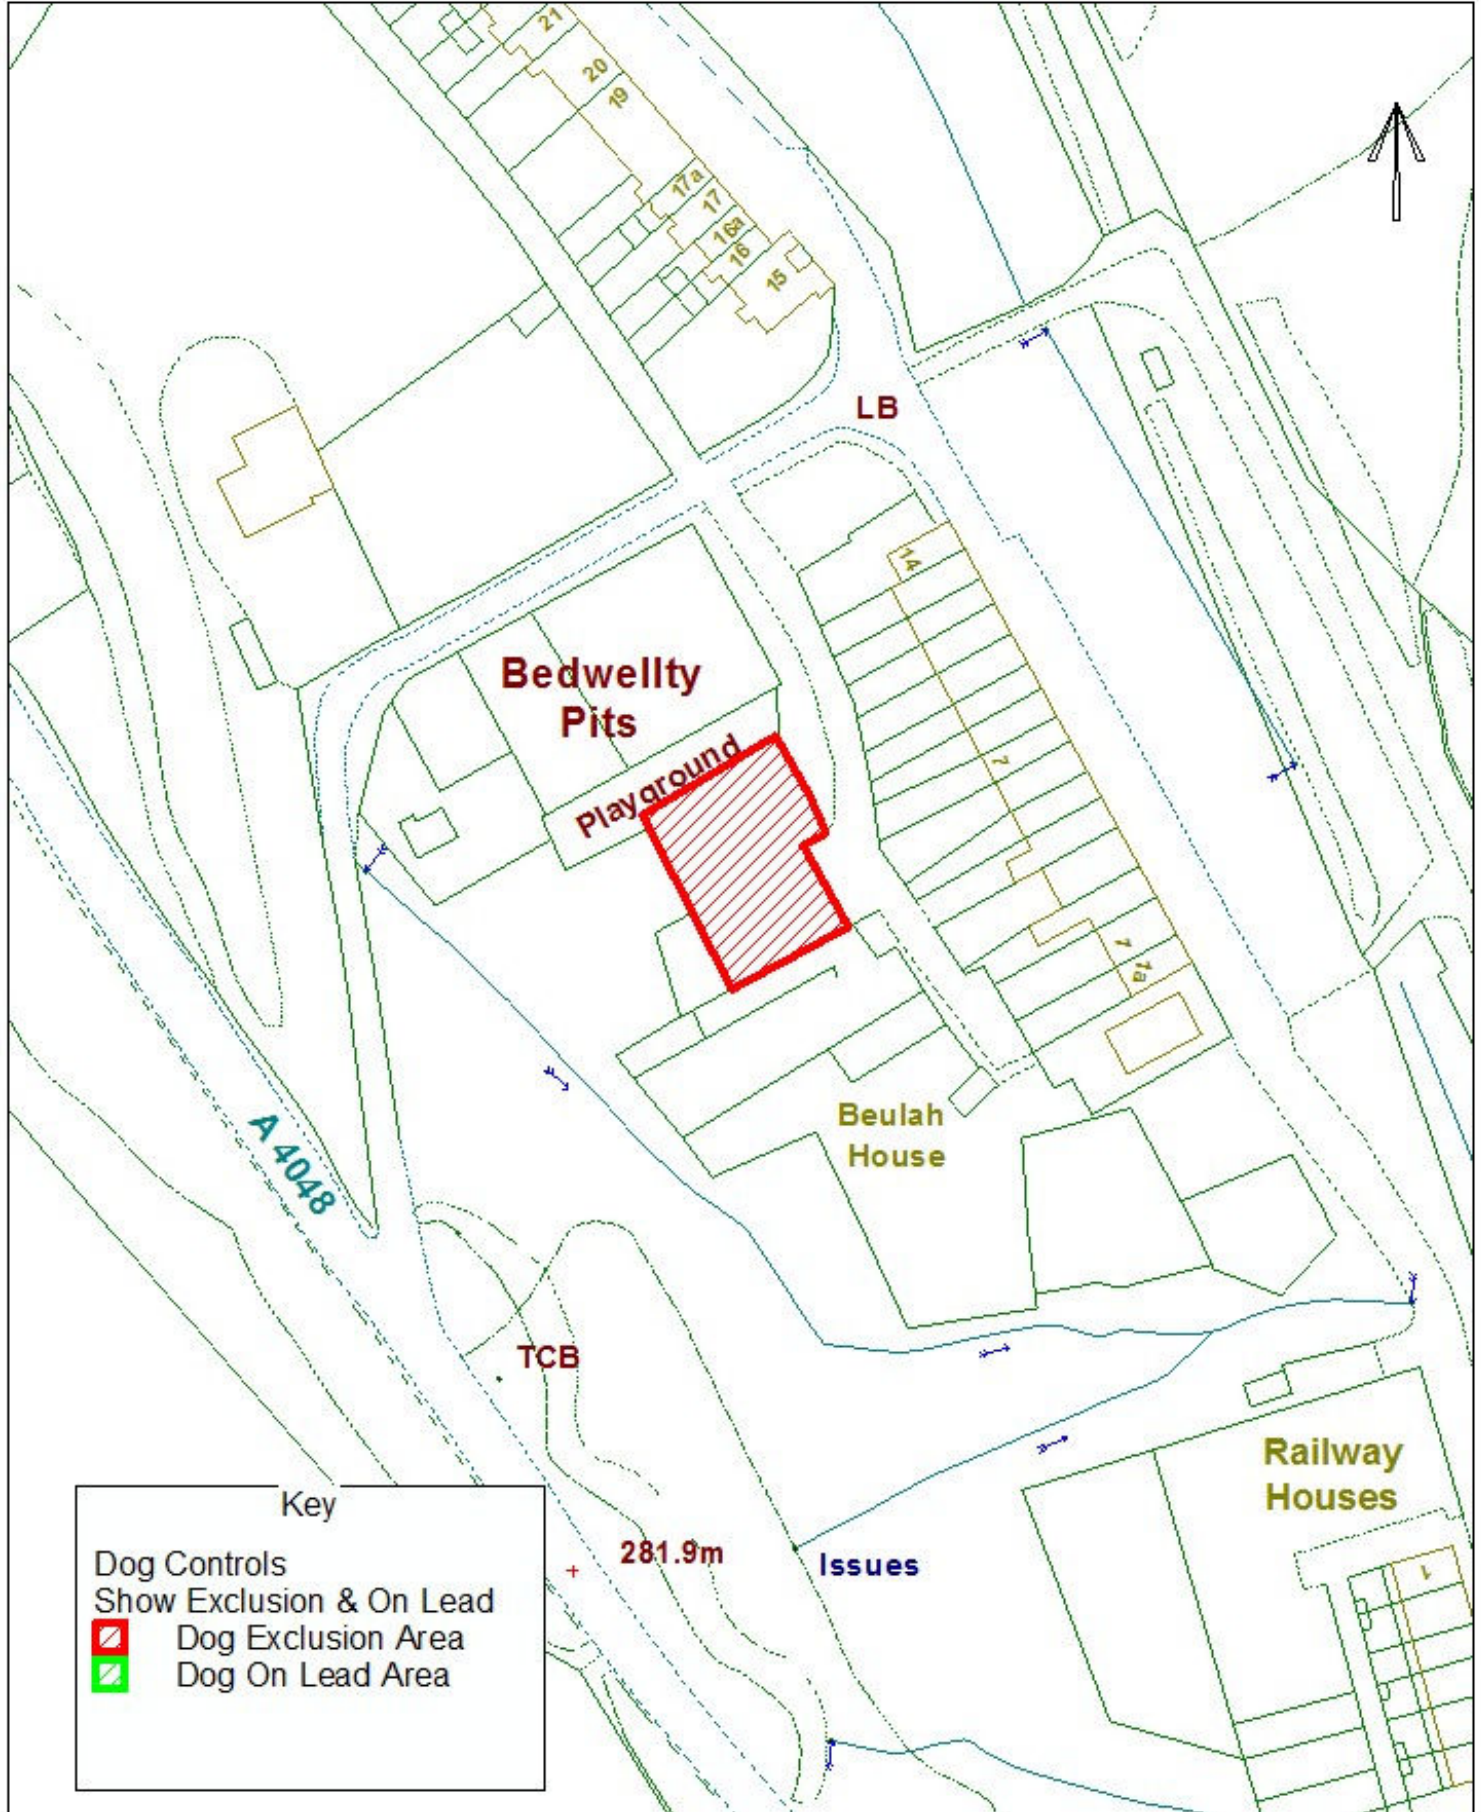 21
20
19
17a
17
16a
16
15
LB
14
Bedwellty
Pits
Playground
7
7
1a
Beulah
House
A 4048
TCB
Railway
Houses
281.9m
Issues
1
Key
Dog Controls
Show Exclusion & On Lead
Dog Exclusion Area
Dog On Lead Area